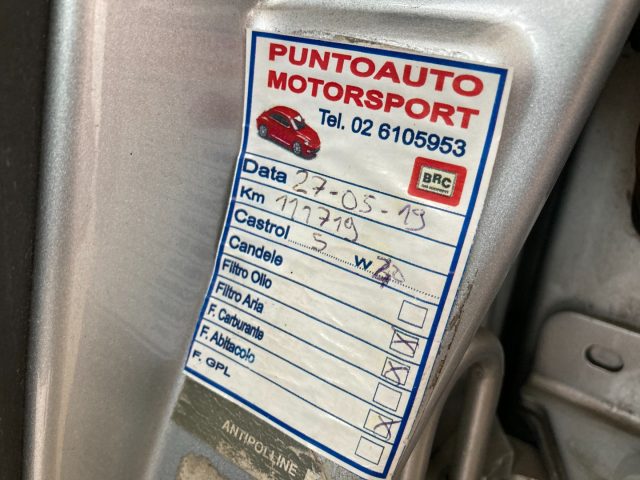 PUNTOAUTO
MOTORSPORT
Tel. 02 6105953
BRC
Data 27-05-19
Km 111719
Castrol 5 W
Candele
Filtro Olio
Filtro Aria
F. Carburante
F. Abitacolo
F. GPL
ANTIPOLLINE